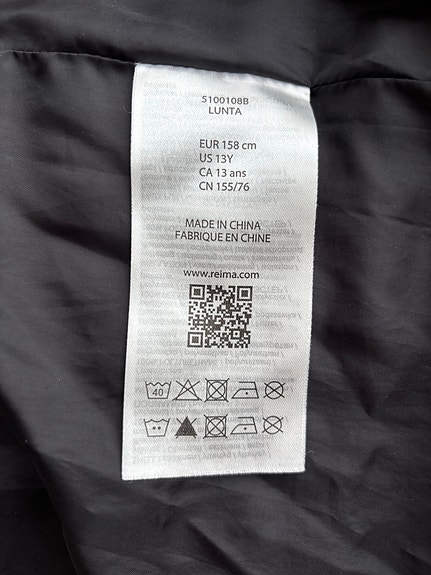 5100108B
LUNTA
EUR 158 cm
US 13Y
CA 13 ans
CN 155/76
MADE IN CHINA
FABRIQUE EN CHINE
www.reima.com
40